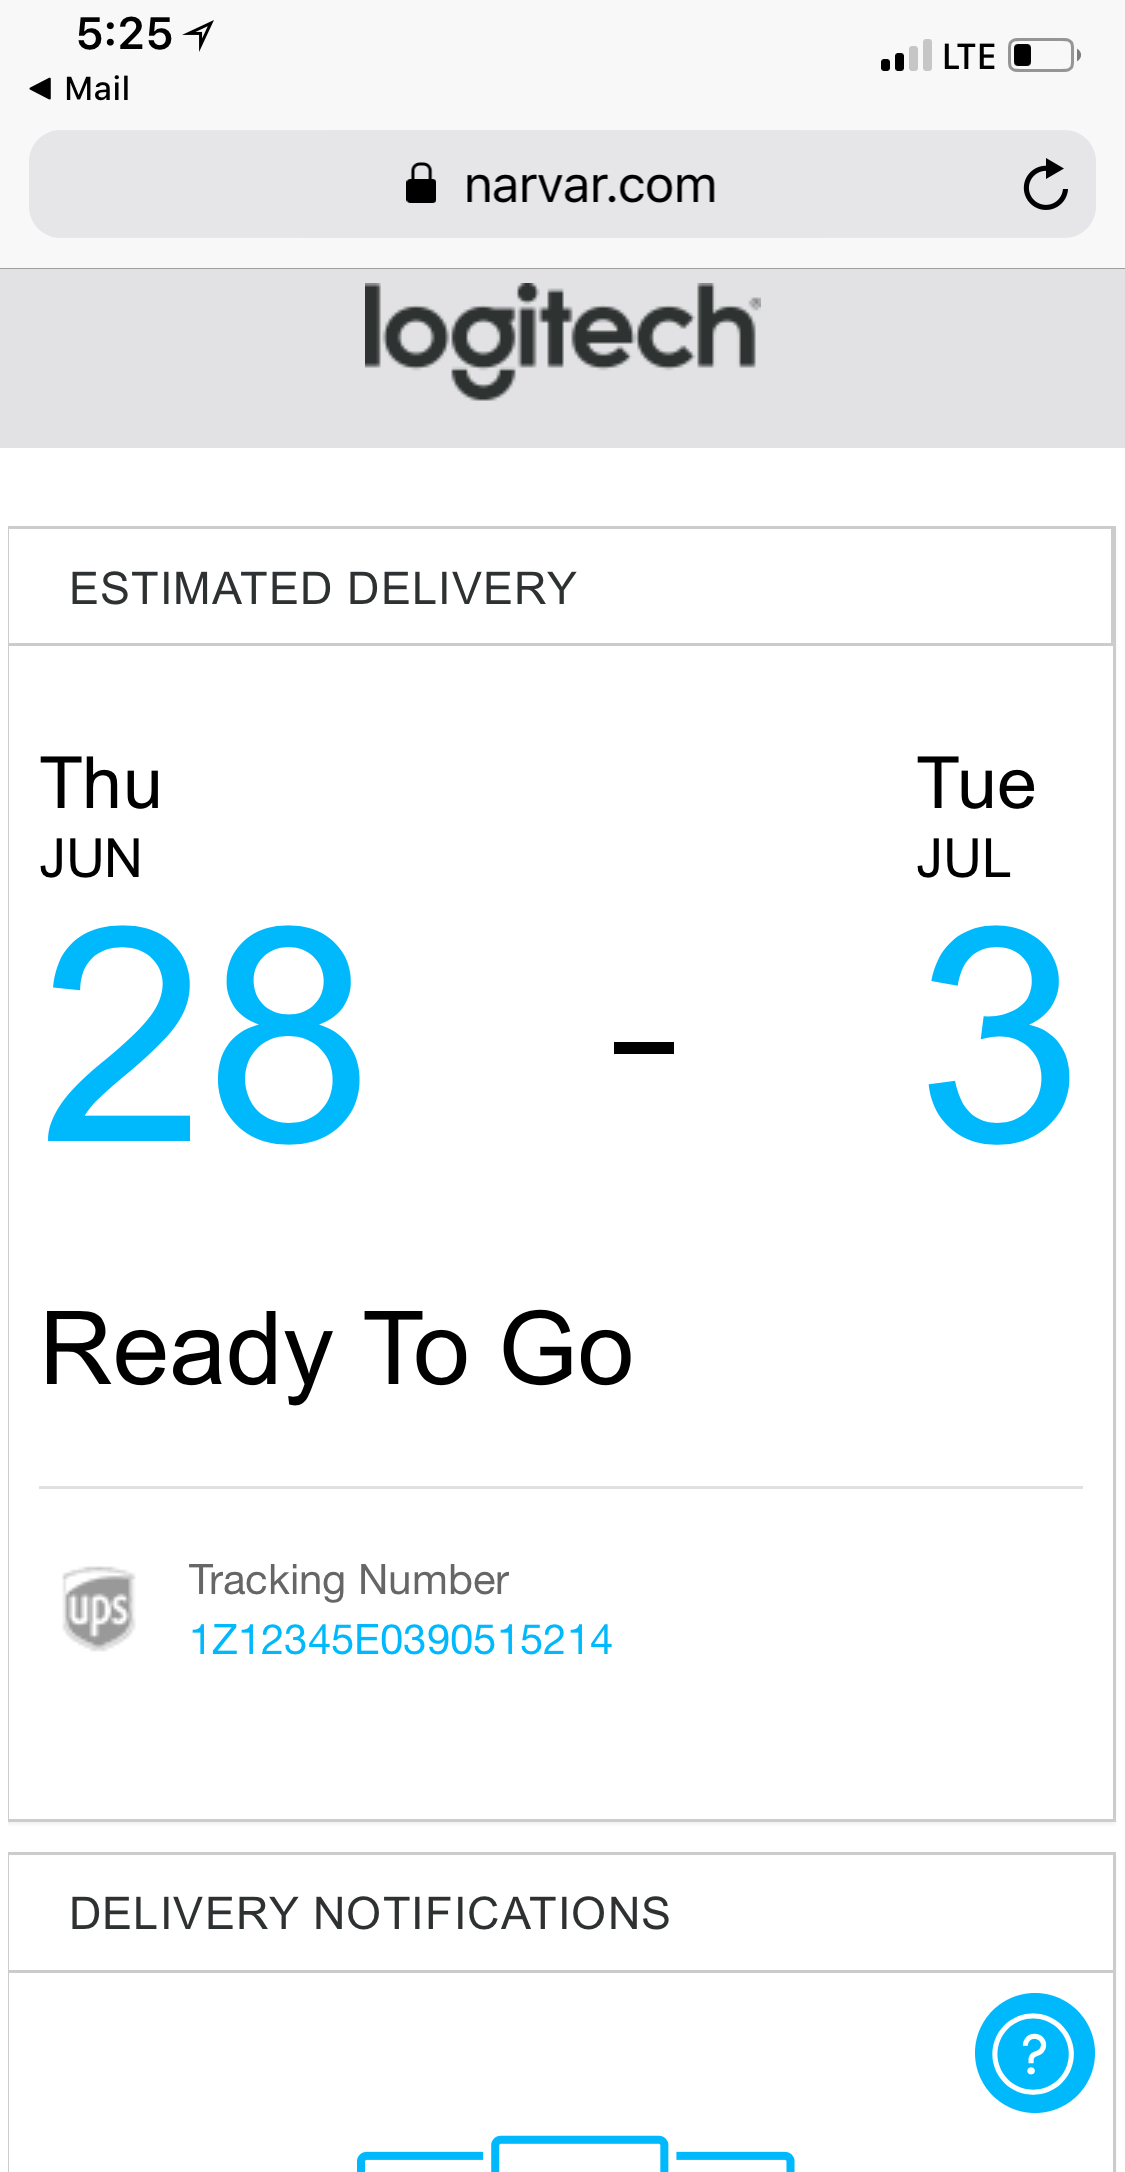 5:25
LTE
Mail
narvar.com
logitech®
ESTIMATED DELIVERY
Thu
JUN
28
-
Tue
JUL
3
Ready To Go
ups
Tracking Number
1Z12345E0390515214
DELIVERY NOTIFICATIONS
?